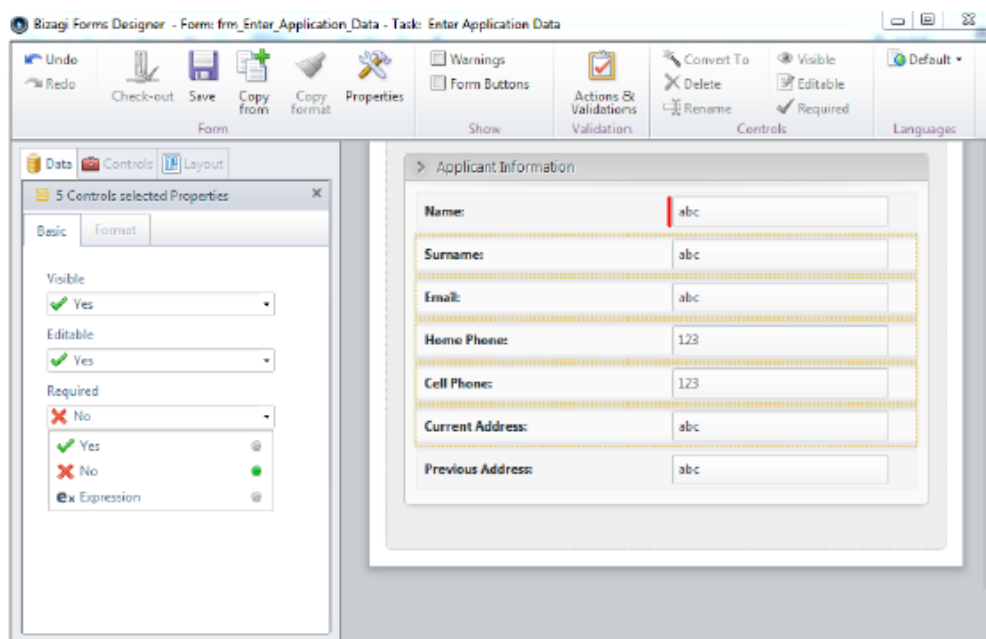 Bizagi Forms Designer - Form: frm_Enter_Application_Data - Task: Enter Application Data
Undo
Redo
Check-out
Save
Copy from
Copy format
Properties
Form
Warnings
Form Buttons
Show
Actions & Validations
Validation
Convert To
Delete
Rename
Visible
Editable
Required
Controls
Default
Languages
Data
Controls
Layout
5 Controls selected Properties
Basic
Format
Visible
Yes
Editable
Yes
Required
No
Yes
No
ex Expression
Applicant Information
Name: abc
Surname: abc
Email: abc
Home Phone: 123
Cell Phone: 123
Current Address: abc
Previous Address: abc